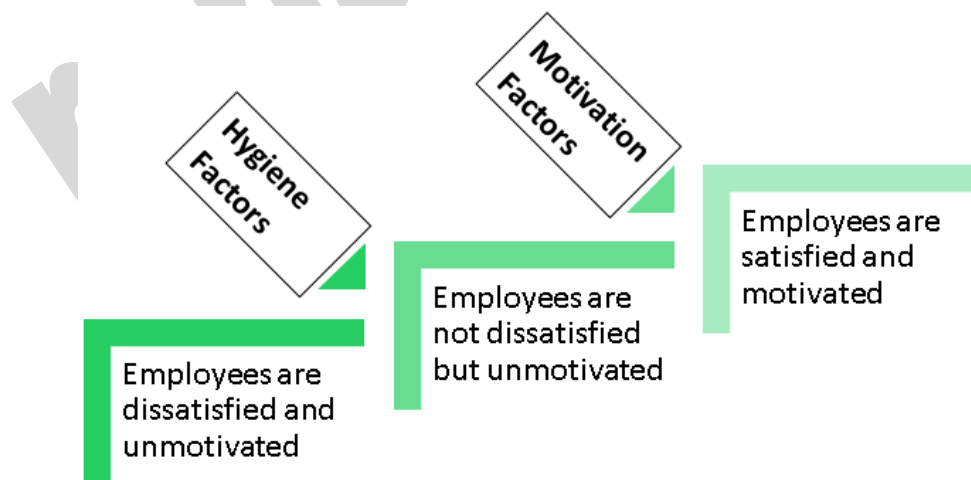 Hygiene
Factors
Motivation
Factors
Employees are
dissatisfied and
unmotivated
Employees are
not dissatisfied
but unmotivated
Employees are
satisfied and
motivated